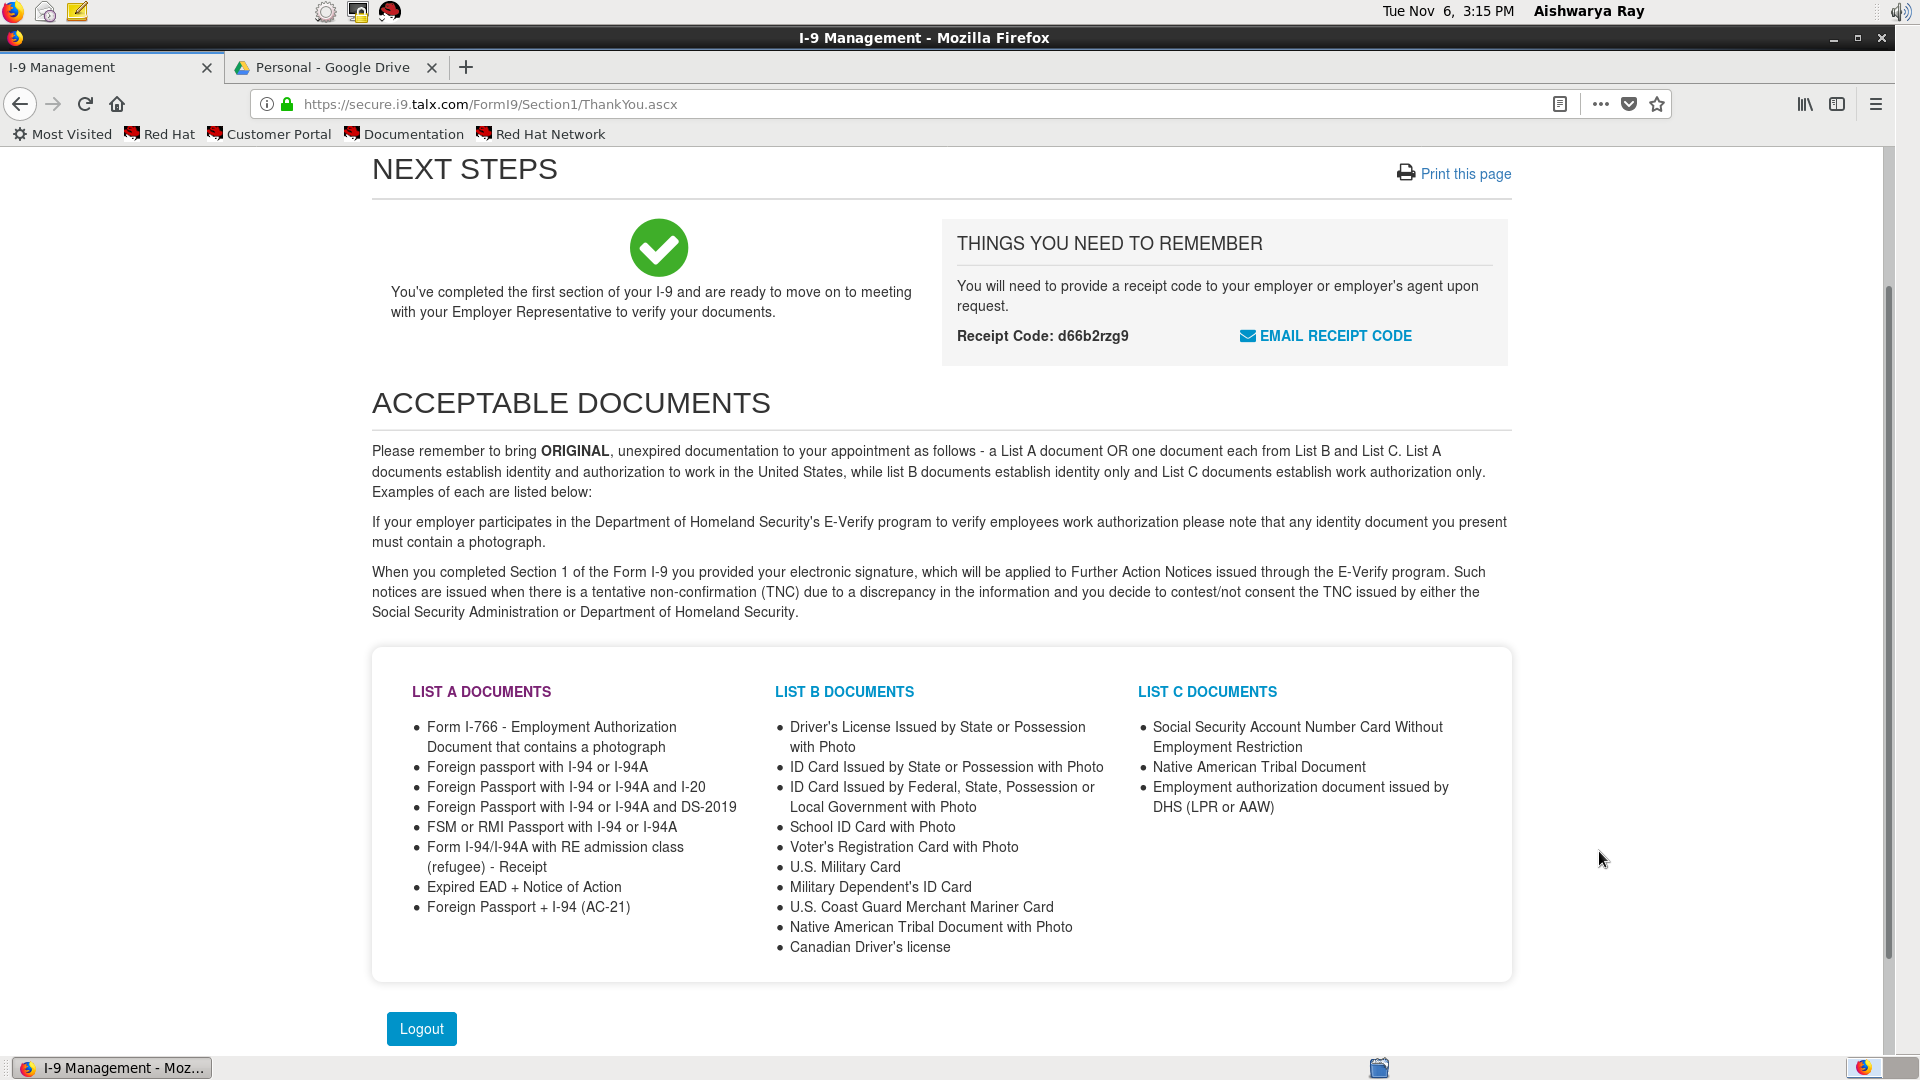 Tue Nov 6, 3:15 PM Aishwarya Ray
I-9 Management - Mozilla Firefox
I-9 Management
Personal - Google Drive
https://secure.i9.talx.com/FormI9/Section1/ThankYou.ascx
Most Visited Red Hat Customer Portal Documentation Red Hat Network
NEXT STEPS
Print this page
You've completed the first section of your I-9 and are ready to move on to meeting
with your Employer Representative to verify your documents.
THINGS YOU NEED TO REMEMBER
You will need to provide a receipt code to your employer or employer's agent upon
request.
Receipt Code: d66b2rzg9 EMAIL RECEIPT CODE
ACCEPTABLE DOCUMENTS
Please remember to bring ORIGINAL, unexpired documentation to your appointment as follows - a List A document OR one document each from List B and List C. List A
documents establish identity and authorization to work in the United States, while list B documents establish identity only and List C documents establish work authorization only.
Examples of each are listed below:
If your employer participates in the Department of Homeland Security's E-Verify program to verify employees work authorization please note that any identity document you present
must contain a photograph.
When you completed Section 1 of the Form I-9 you provided your electronic signature, which will be applied to Further Action Notices issued through the E-Verify program. Such
notices are issued when there is a tentative non-confirmation (TNC) due to a discrepancy in the information and you decide to contest/not consent the TNC issued by either the
Social Security Administration or Department of Homeland Security.
LIST A DOCUMENTS
• Form I-766 - Employment Authorization
Document that contains a photograph
• Foreign passport with I-94 or I-94A
• Foreign Passport with I-94 or I-94A and I-20
• Foreign Passport with I-94 or I-94A and DS-2019
• FSM or RMI Passport with I-94 or I-94A
• Form I-94/I-94A with RE admission class
(refugee) - Receipt
• Expired EAD + Notice of Action
• Foreign Passport + I-94 (AC-21)
LIST B DOCUMENTS
• Driver's License Issued by State or Possession
with Photo
• ID Card Issued by State or Possession with Photo
• ID Card Issued by Federal, State, Possession or
Local Government with Photo
• School ID Card with Photo
• Voter's Registration Card with Photo
• U.S. Military Card
• Military Dependent's ID Card
• U.S. Coast Guard Merchant Mariner Card
• Native American Tribal Document with Photo
• Canadian Driver's license
LIST C DOCUMENTS
• Social Security Account Number Card Without
Employment Restriction
• Native American Tribal Document
• Employment authorization document issued by
DHS (LPR or AAW)
Logout
I-9 Management - Moz...